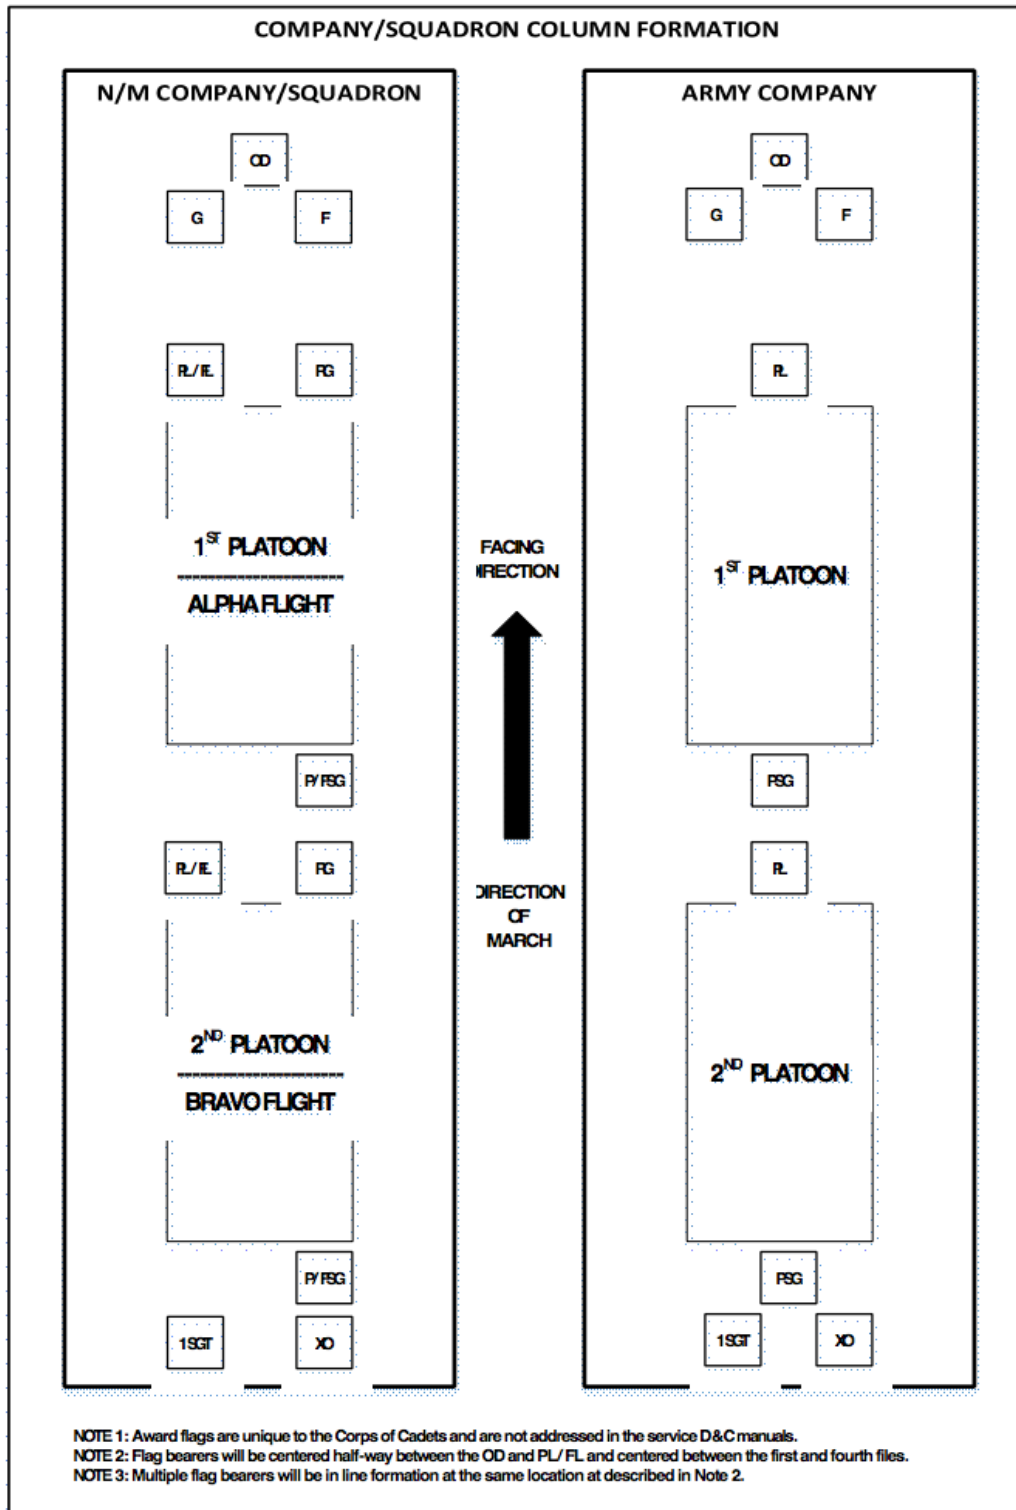 COMPANY/SQUADRON COLUMN FORMATION
N/M COMPANY/SQUADRON
OD
G
F
PL/FL
RG
1ST PLATOON
ALPHA FLIGHT
P/FSG
PL/FL
RG
2ND PLATOON
BRAVO FLIGHT
P/FSG
1SGT
XO
FACING
DIRECTION
DIRECTION
OF
MARCH
ARMY COMPANY
OD
G
F
PL
1ST PLATOON
PSG
PL
2ND PLATOON
PSG
1SGT
XO
NOTE 1: Award flags are unique to the Corps of Cadets and are not addressed in the service D&C manuals.
NOTE 2: Flag bearers will be centered half-way between the OD and PL/FL and centered between the first and fourth files.
NOTE 3: Multiple flag bearers will be in line formation at the same location at described in Note 2.